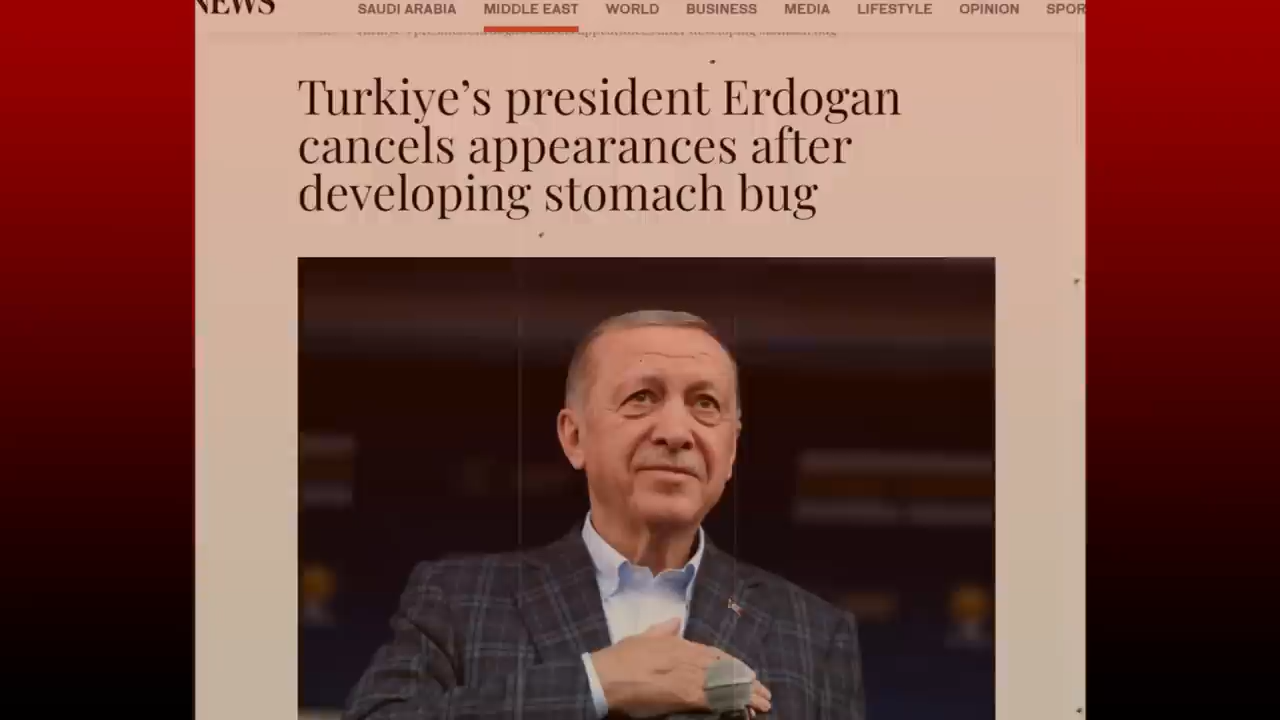 NEWS
SAUDI ARABIA MIDDLE EAST WORLD BUSINESS MEDIA LIFESTYLE OPINION SPOR
Turkiye’s president Erdogan
cancels appearances after
developing stomach bug